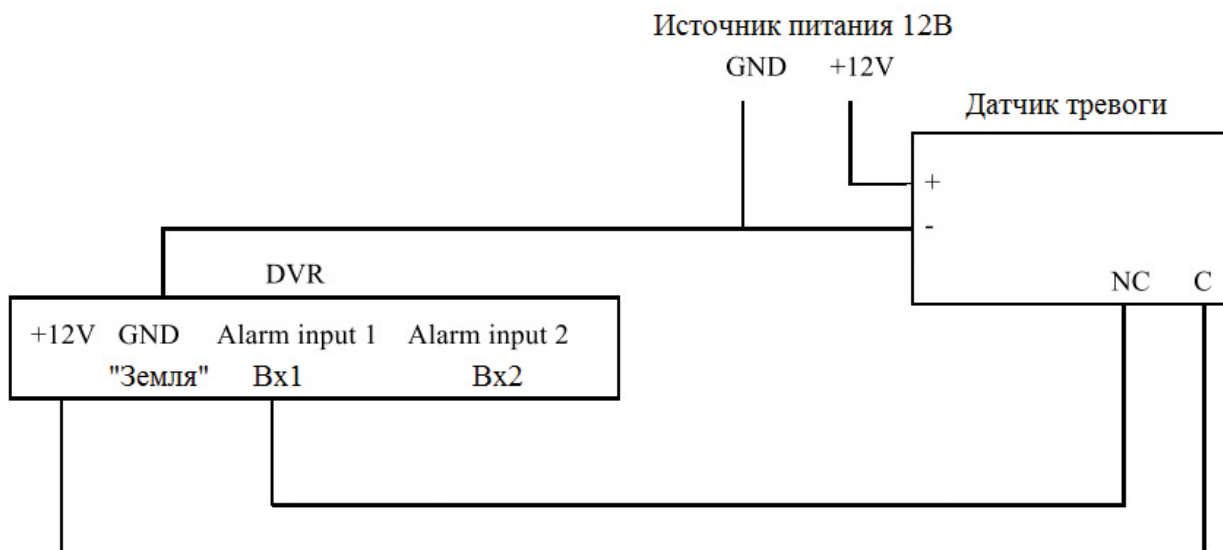 Источник питания 12В
GND +12V
Датчик тревоги
+
-
NC C
DVR
+12V GND Alarm input 1 Alarm input 2
"Земля" Вх1 Вх2